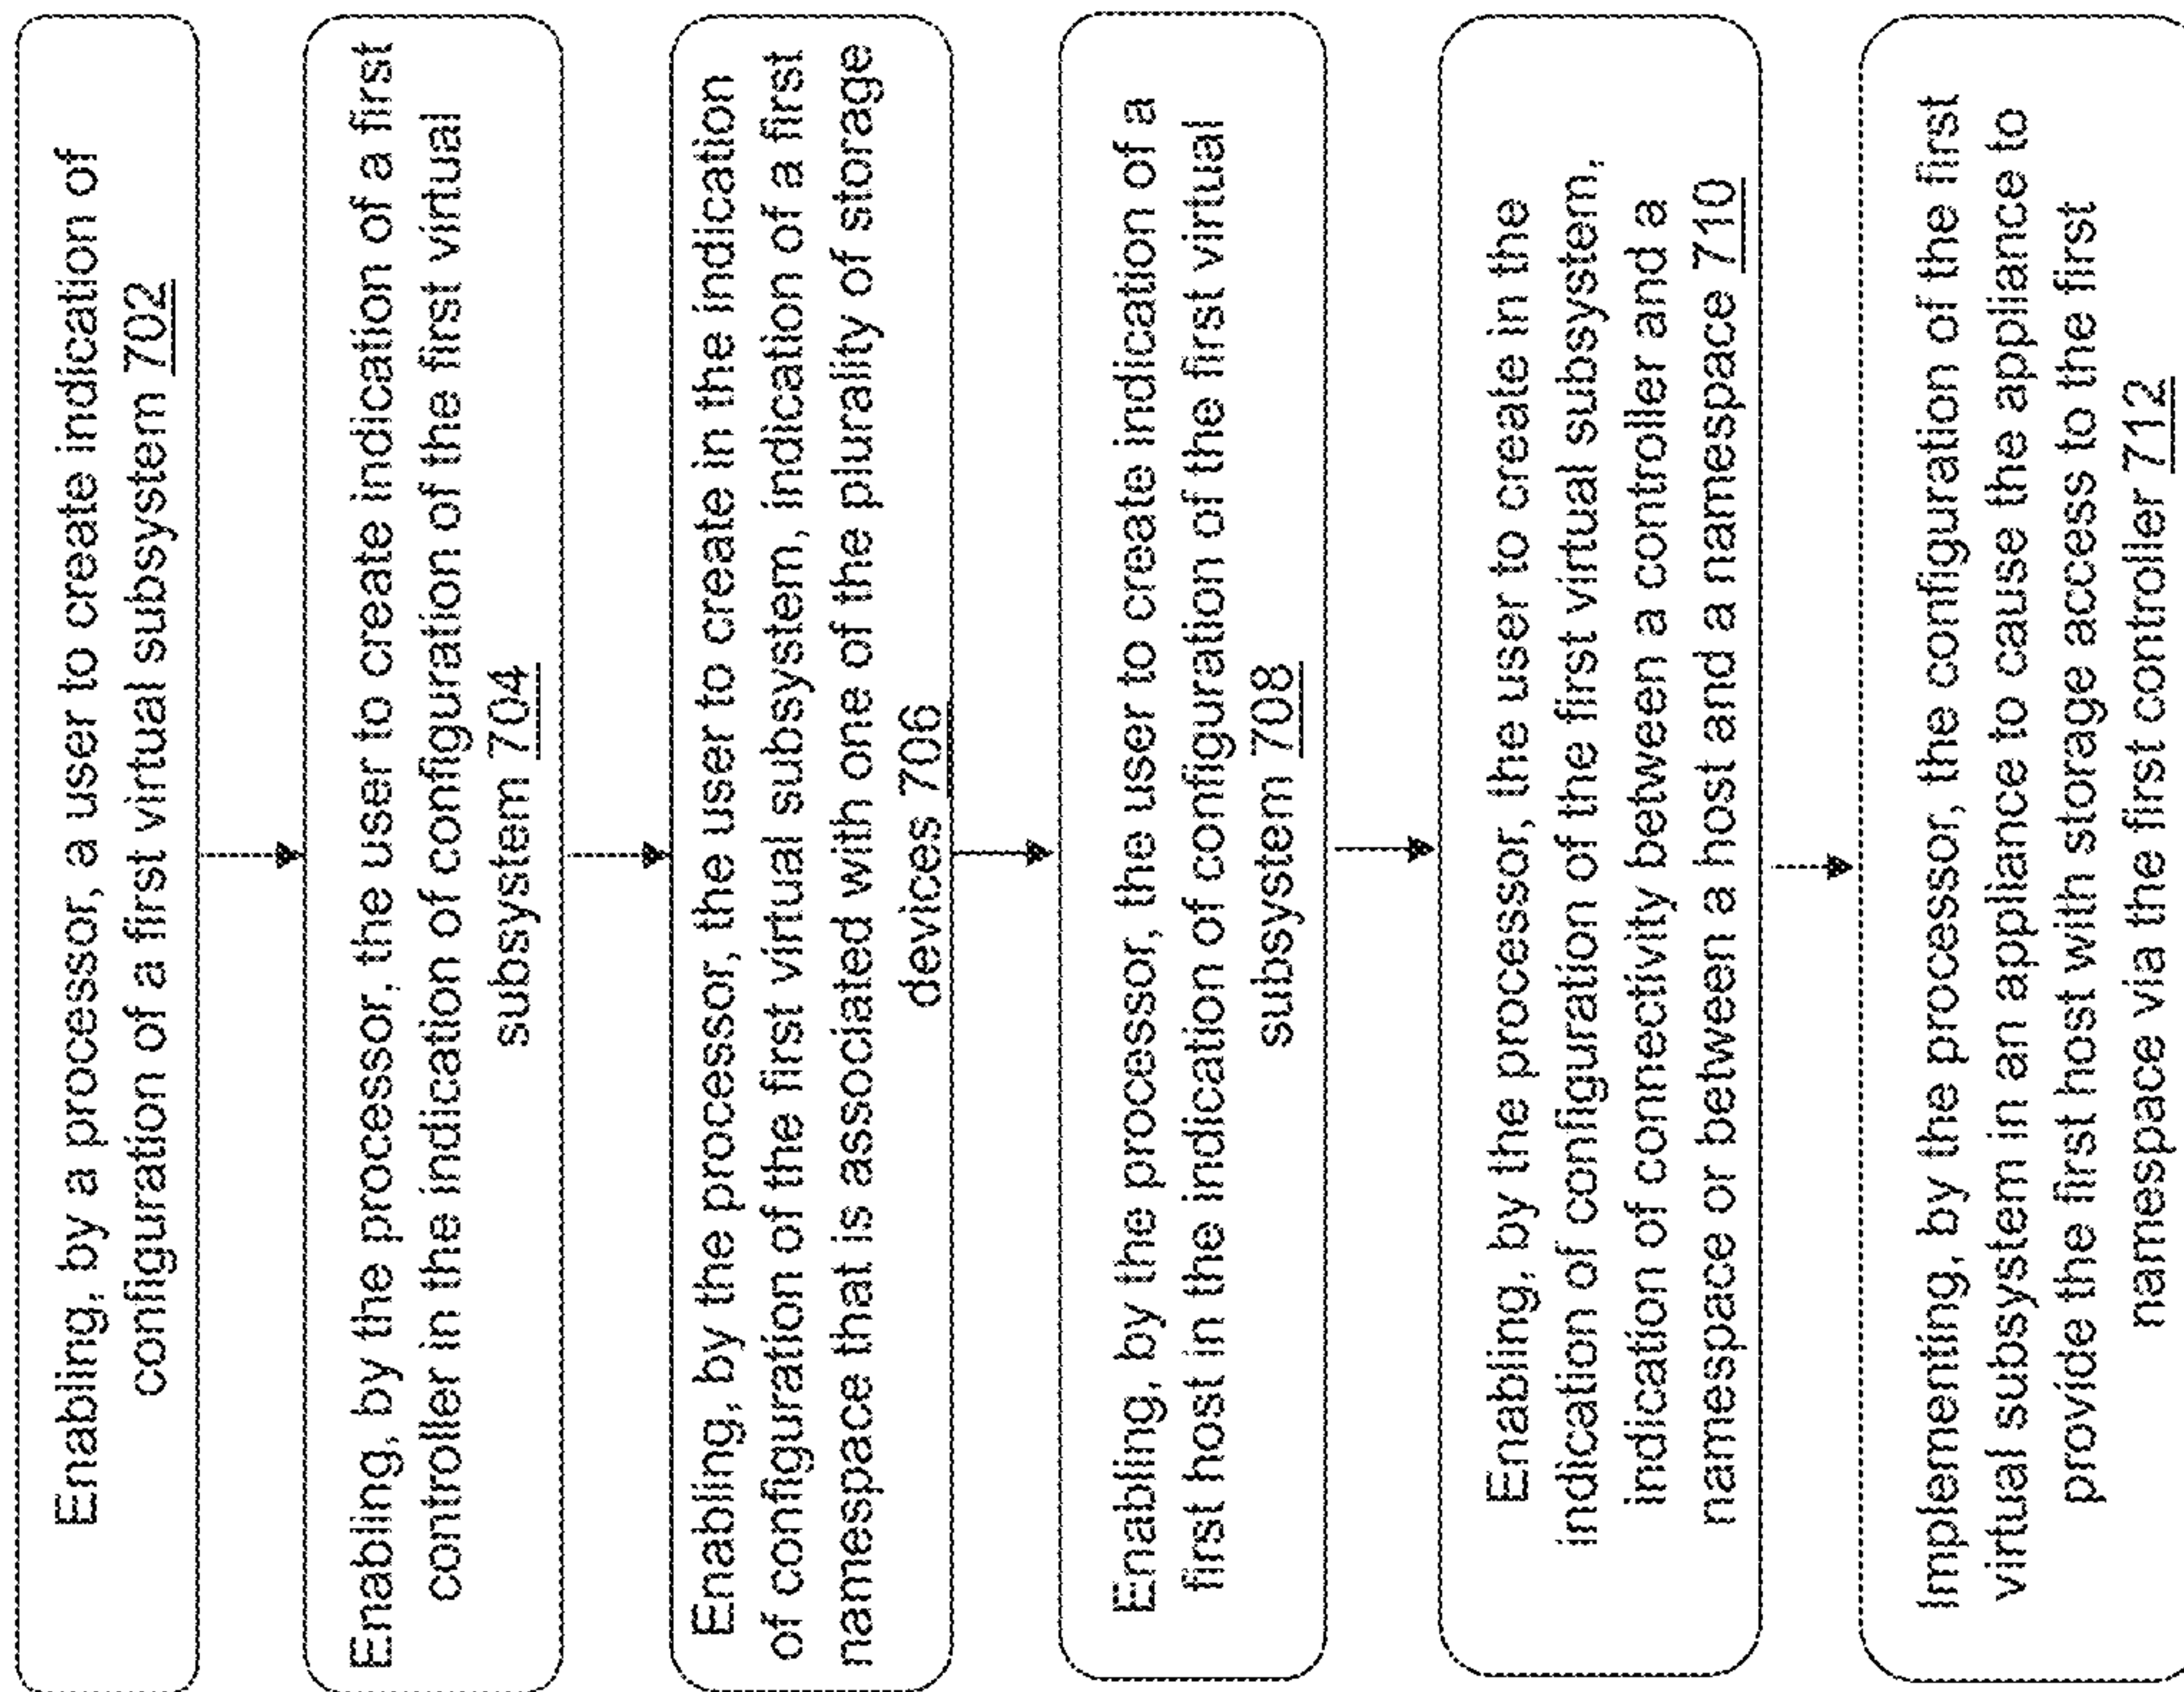 Enabling, by a processor, a user to create indication of
configuration of a first virtual subsystem 702
Enabling, by the processor, the user to create indication of a first
controller in the indication of configuration of the first virtual
subsystem 704
Enabling, by the processor, the user to create in the indication
of configuration of the first virtual subsystem, indication of a first
namespace that is associated with one of the plurality of storage
devices 706
Enabling, by the processor, the user to create indication of a
first host in the indication of configuration of the first virtual
subsystem 708
Enabling, by the processor, the user to create in the
indication of configuration of the first virtual subsystem,
indication of connectivity between a controller and a
namespace or between a host and a namespace 710
Implementing, by the processor, the configuration of the first
virtual subsystem in an appliance to cause the appliance to
provide the first host with storage access to the first
namespace via the first controller 712